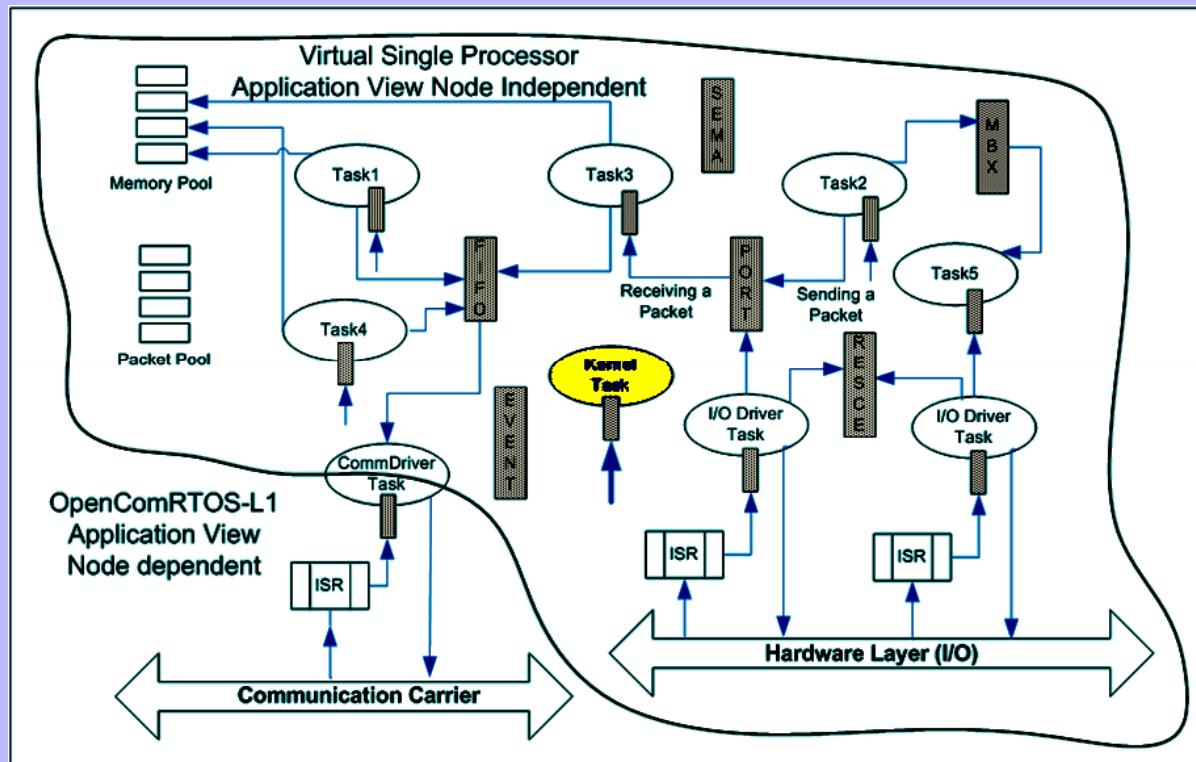 Virtual Single Processor
Application View Node Independent
SEMA
MBX
Memory Pool
Task1
Task3
Task2
FIFO
PORT
Task5
Receiving a
Packet
Sending a
Packet
Task4
Packet Pool
Kernel
Task
RESCE
EVENT
I/O Driver
Task
I/O Driver
Task
CommDriver
Task
OpenComRTOS-L1
Application View
Node dependent
ISR
ISR
ISR
Hardware Layer (I/O)
Communication Carrier